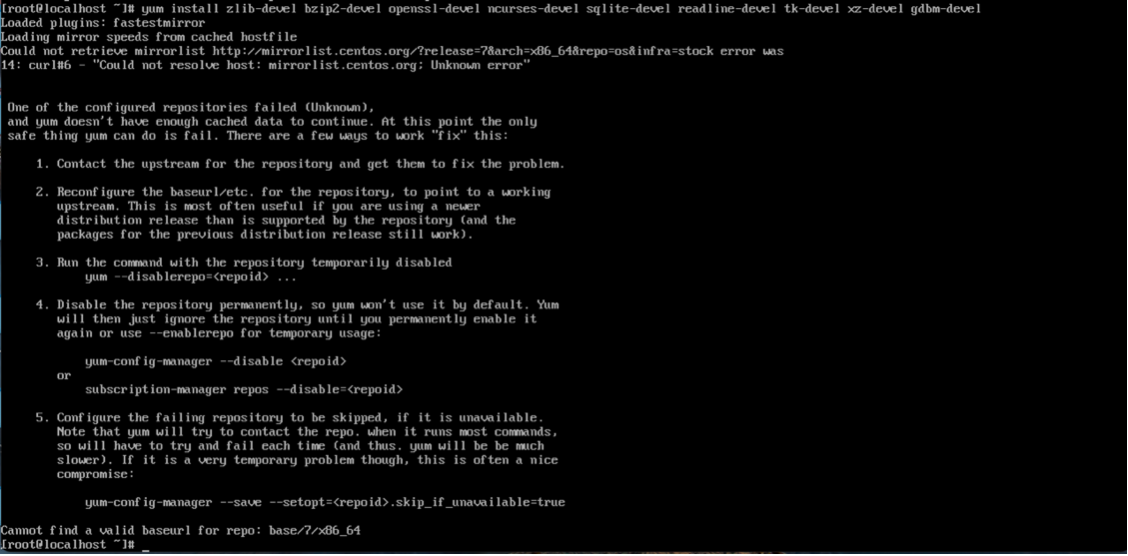 [root@localhost ~]# yum install zlib-devel bzip2-devel openssl-devel ncurses-devel sqlite-devel readline-devel tk-devel xz-devel gdbm-devel
Loaded plugins: fastestmirror
Loading mirror speeds from cached hostfile
Could not retrieve mirrorlist http://mirrorlist.centos.org/?release=7&arch=x86_64&repo=os&infra=stock error was
14: curl#6 - "Could not resolve host: mirrorlist.centos.org; Unknown error"
One of the configured repositories failed (Unknown),
and yum doesn't have enough cached data to continue. At this point the only
safe thing yum can do is fail. There are a few ways to work "fix" this:
1. Contact the upstream for the repository and get them to fix the problem.
2. Reconfigure the baseurl/etc. for the repository, to point to a working
upstream. This is most often useful if you are using a newer
distribution release than is supported by the repository (and the
packages for the previous distribution release still work).
3. Run the command with the repository temporarily disabled
yum --disablerepo=<repoid> ...
4. Disable the repository permanently, so yum won't use it by default. Yum
will then just ignore the repository until you permanently enable it
again or use --enablerepo for temporary usage:
yum-config-manager --disable <repoid>
or
subscription-manager repos --disable=<repoid>
5. Configure the failing repository to be skipped, if it is unavailable.
Note that yum will try to contact the repo. when it runs most commands,
so will have to try and fail each time (and thus. yum will be be much
slower). If it is a very temporary problem though, this is often a nice
compromise:
yum-config-manager --save --setopt=<repoid>.skip_if_unavailable=true
Cannot find a valid baseurl for repo: base/7/x86_64
[root@localhost ~]# _